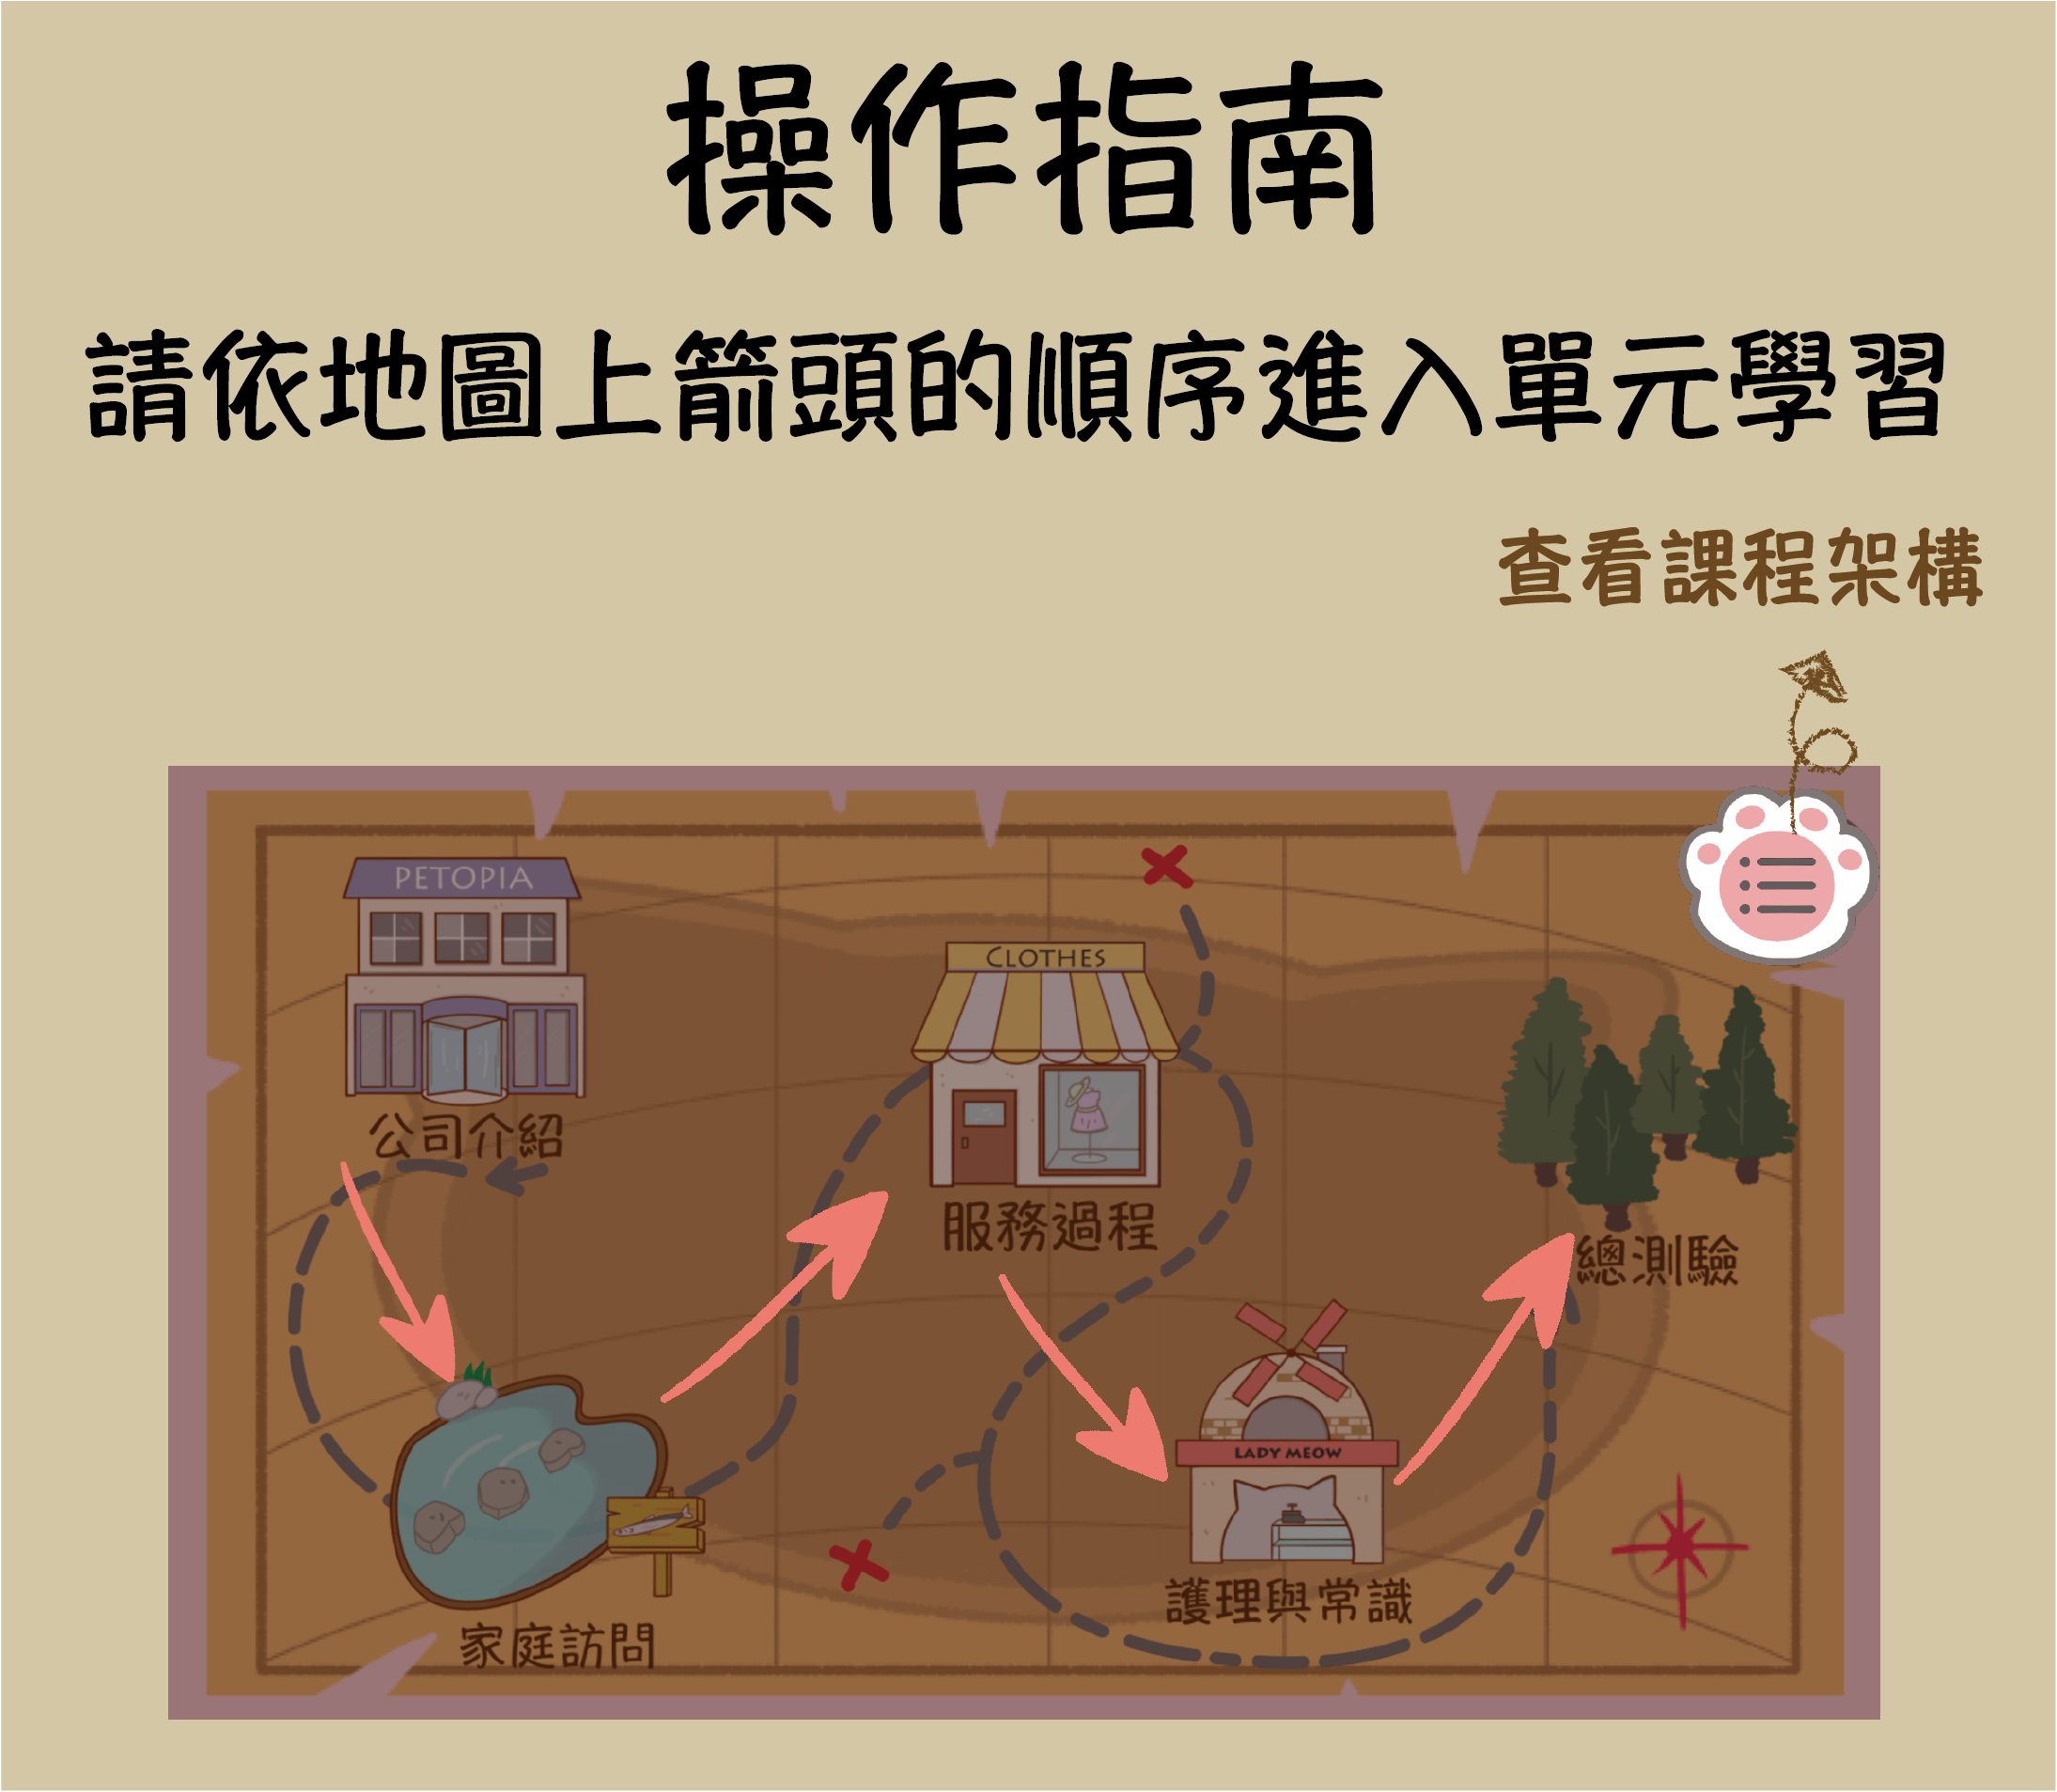 操作指南
請依地圖上箭頭的順序進入單元學習
查看課程架構
PETOPIA
公司介紹
CLOTHES
服務過程
總測驗
LADY MEOW
護理與常識
家庭訪問